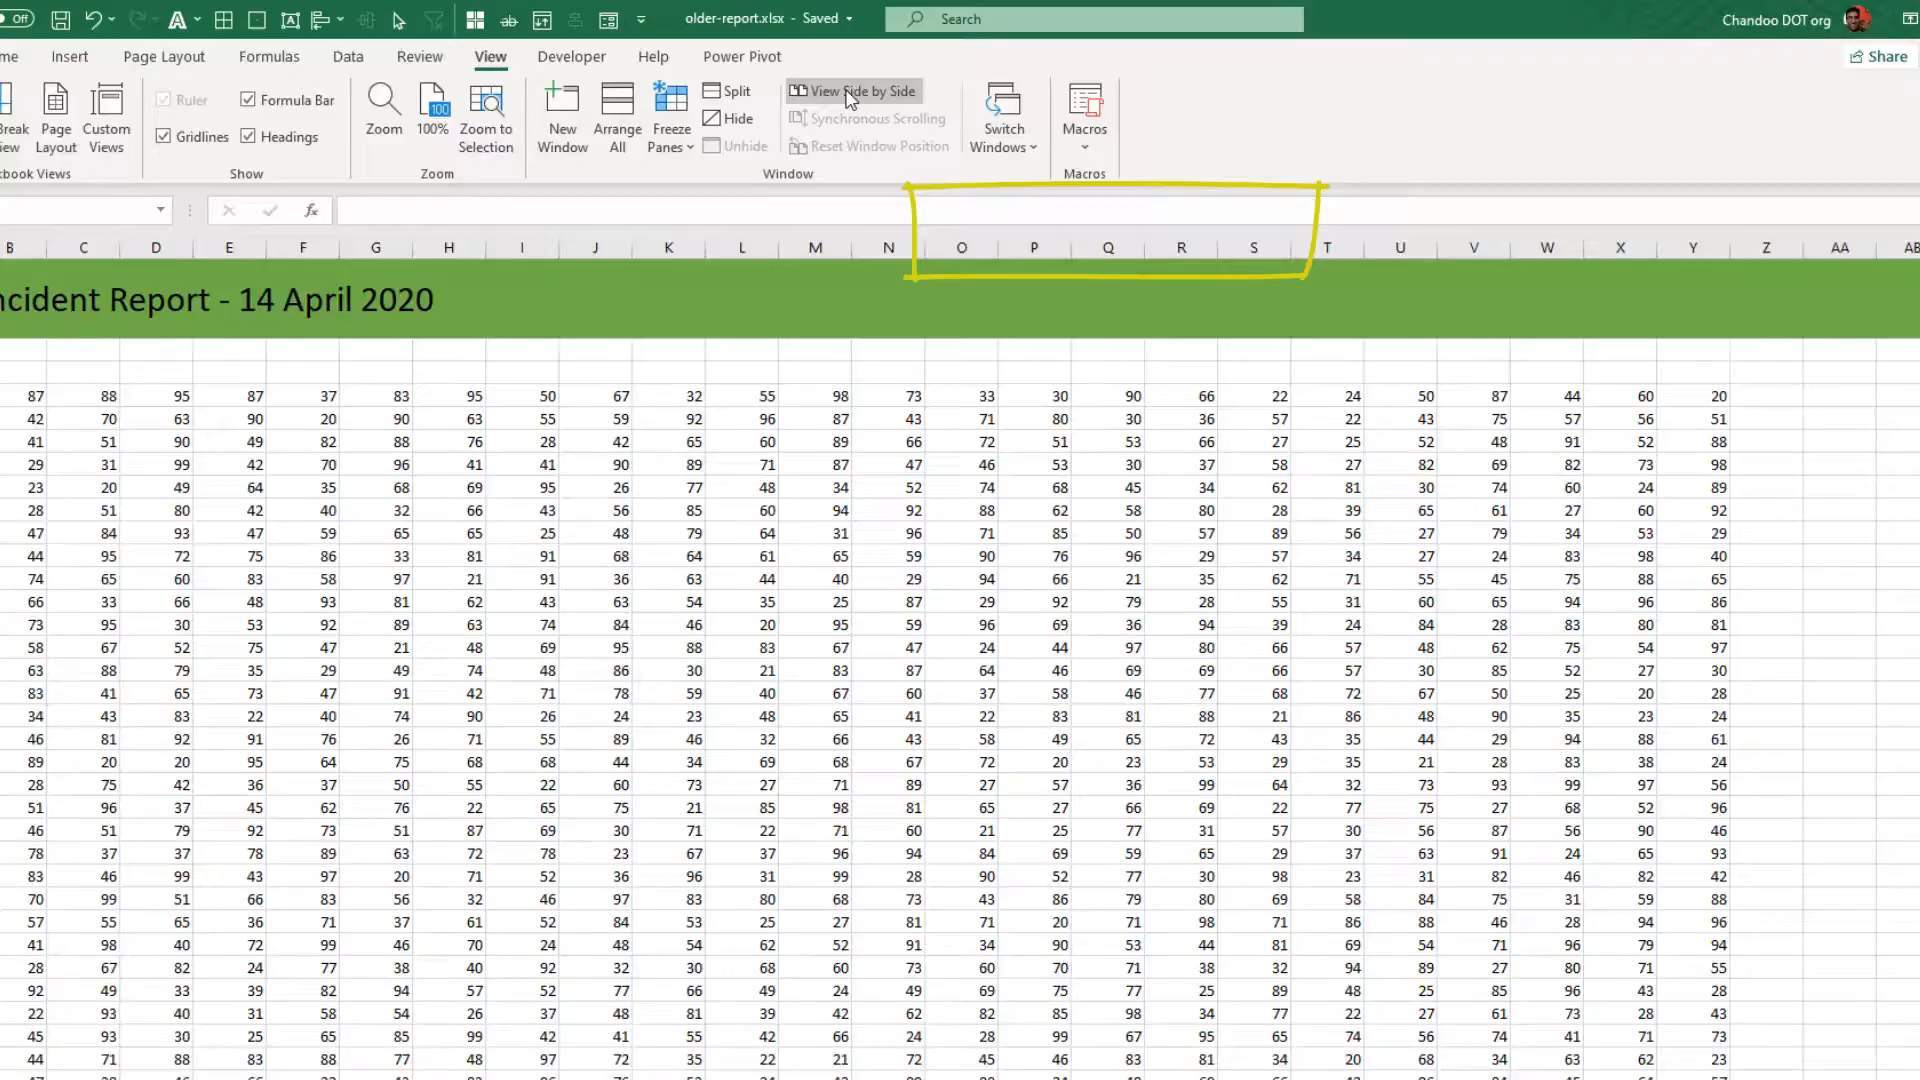 Off
older-report.xlsx - Saved
Search
Chandoo DOT org
me Insert Page Layout Formulas Data Review View Developer Help Power Pivot Share
Break
iew
Page
Layout
Custom
Views
kbook Views
Ruler Formula Bar
Gridlines Headings
Show
Zoom
100
100%
Zoom to
Selection
Zoom
New
Window
Arrange
All
Freeze
Panes
Split
Hide
Unhide
View Side by Side
Synchronous Scrolling
Reset Window Position
Window
Switch
Windows
Macros
Macros
fx
B C D E F G H I J K L M N O P Q R S T U V W X Y Z AA AB
ncident Report - 14 April 2020
87 88 95 87 37 83 95 50 67 32 55 98 73 33 30 90 66 22 24 50 87 44 60 20
42 70 63 90 20 90 63 55 59 92 96 87 43 71 80 30 36 57 22 43 75 57 56 51
41 51 90 49 82 88 76 28 42 65 60 89 66 72 51 53 66 27 25 52 48 91 52 88
29 31 99 42 70 96 41 41 90 89 71 87 47 46 53 30 37 58 27 82 69 82 73 98
23 20 49 64 35 68 69 95 26 77 48 34 52 74 68 45 34 62 81 30 74 60 24 89
28 51 80 42 40 32 66 43 56 85 60 94 92 88 62 58 80 28 39 65 61 27 60 92
47 84 93 47 59 65 65 25 48 79 64 31 96 71 85 50 57 89 56 27 79 34 53 29
44 95 72 75 86 33 81 91 68 64 61 65 59 90 76 96 29 57 34 27 24 83 98 40
74 65 60 83 58 97 21 91 36 63 44 40 29 94 66 21 35 62 71 55 45 75 88 65
66 33 66 48 93 81 62 43 63 54 35 25 87 29 92 79 28 55 31 60 65 94 96 86
73 95 30 53 92 89 63 74 84 46 20 95 59 96 69 36 94 39 24 84 28 83 80 81
58 67 52 75 47 21 48 69 95 88 83 67 47 24 44 97 80 66 57 48 62 75 54 97
63 88 79 35 29 49 74 48 86 30 21 83 87 64 46 69 69 66 57 30 85 52 27 30
83 41 65 73 47 91 42 71 78 59 40 67 60 37 58 46 77 68 72 67 50 25 20 28
34 43 83 22 40 74 90 26 24 23 48 65 41 22 83 81 88 21 86 48 90 35 23 24
46 81 92 91 76 26 71 55 89 46 32 66 43 58 49 65 72 43 35 44 29 94 88 61
89 20 20 95 64 75 68 68 44 34 69 68 67 72 20 23 53 29 35 21 28 83 38 24
28 75 42 36 37 50 55 22 60 73 27 71 89 27 57 36 99 64 32 73 93 99 97 56
51 96 37 45 62 76 22 65 75 21 85 98 81 65 27 66 69 22 77 75 27 68 52 96
46 51 79 92 73 51 87 69 30 71 22 71 60 21 25 77 31 57 30 56 87 56 90 46
78 37 37 78 89 63 72 78 23 67 37 96 94 84 69 59 65 29 37 63 91 24 65 93
83 46 99 43 97 20 71 52 36 96 31 99 28 90 52 77 30 98 23 31 82 46 82 42
70 99 51 66 83 56 32 46 97 83 80 68 73 43 86 79 80 69 58 84 75 31 59 88
57 55 65 36 71 37 61 52 84 53 25 27 81 71 20 71 98 71 86 88 46 28 94 96
41 98 40 72 99 46 70 24 48 54 62 52 91 34 90 53 44 81 69 54 71 96 79 94
28 67 82 24 77 38 40 92 32 30 68 60 73 60 70 71 38 32 94 89 27 80 71 55
92 49 33 39 82 94 57 52 77 66 49 24 49 69 75 77 25 89 48 25 85 96 43 28
22 93 40 31 58 54 26 37 48 81 39 42 62 82 85 98 34 77 22 27 61 73 28 43
45 93 30 25 65 85 99 42 41 55 42 66 24 28 99 67 95 65 74 56 74 41 71 73
44 71 88 83 88 77 48 97 72 35 22 21 72 45 46 83 81 34 20 68 34 63 62 23